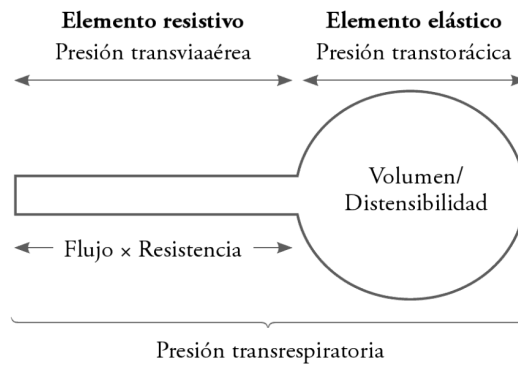 Elemento resistivo
Presión transviaaérea
Elemento elástico
Presión transtorácica
Volumen/
Distensibilidad
Flujo × Resistencia
Presión transrespiratoria